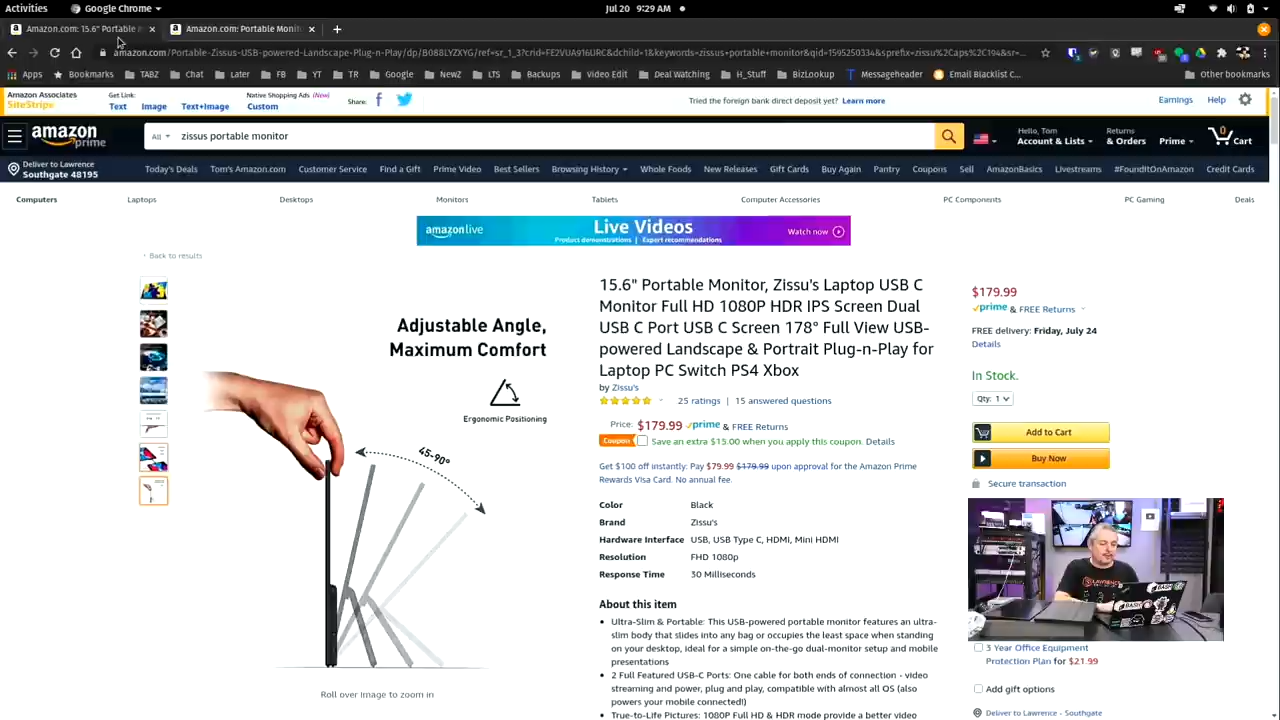 Activities
Google Chrome
Jul 20 9:29 AM
Amazon.com: 15.6" Portable
Amazon.com: Portable Monit
amazon.com/Portable-Zissus-USB-powered-Landscape-Plug-n-Play/dp/B088LYZXYG/ref=sr_1_3?crid=FE2VUA916URC&dchild=1&keywords=zissus+portable+monitor&qid=1595250334&sprefix=zissu%2Caps%2C194&sr=...
Apps
Bookmarks
TABZ
Chat
Later
FB
YT
TR
Google
NewZ
LTS
Backups
Video Edit
Deal Watching
H_Stuff
BizLookup
Messageheader
Email Blacklist C...
Other bookmarks
Amazon Associates
SiteStripe
Get Link:
Text
Image
Text+Image
Native Shopping Ads (New)
Custom
Share:
Tried the foreign bank direct deposit yet? Learn more
Earnings
Help
amazon
prime
All
zissus portable monitor
Hello, Tom
Account & Lists
Returns
& Orders
Prime
0
Cart
Deliver to Lawrence
Southgate 48195
Today's Deals
Tom's Amazon.com
Customer Service
Find a Gift
Prime Video
Best Sellers
Browsing History
Whole Foods
New Releases
Gift Cards
Buy Again
Pantry
Coupons
Sell
AmazonBasics
Livestreams
#FoundItOnAmazon
Credit Cards
Computers
Laptops
Desktops
Monitors
Tablets
Computer Accessories
PC Components
PC Gaming
Deals
amazonlive
Live Videos
Product demonstrations | Expert recommendations
Watch now
‹ Back to results
Adjustable Angle,
Maximum Comfort
Ergonomic Positioning
45-90°
Roll over image to zoom in
15.6" Portable Monitor, Zissu's Laptop USB C
Monitor Full HD 1080P HDR IPS Screen Dual
USB C Port USB C Screen 178° Full View USB-
powered Landscape & Portrait Plug-n-Play for
Laptop PC Switch PS4 Xbox
by Zissu's
25 ratings | 15 answered questions
Price: $179.99 prime & FREE Returns
Coupon Save an extra $15.00 when you apply this coupon. Details
Get $100 off instantly: Pay $79.99 $179.99 upon approval for the Amazon Prime
Rewards Visa Card. No annual fee.
Color Black
Brand Zissu's
Hardware Interface USB, USB Type C, HDMI, Mini HDMI
Resolution FHD 1080p
Response Time 30 Milliseconds
About this item
• Ultra-Slim & Portable: This USB-powered portable monitor features an ultra-
slim body that slides into any bag or occupies the least space when standing
on your desktop, ideal for a simple on-the-go dual-monitor setup and mobile
presentations
• 2 Full Featured USB-C Ports: One cable for both ends of connection - video
streaming and power, plug and play, compatible with almost all OS (also
powers your mobile connected!)
• True-to-Life Pictures: 1080P Full HD & HDR mode provide a better video
$179.99
prime & FREE Returns
FREE delivery: Friday, July 24
Details
In Stock.
Qty: 1
Add to Cart
Buy Now
Secure transaction
3 Year Office Equipment
Protection Plan for $21.99
Add gift options
Deliver to Lawrence - Southgate